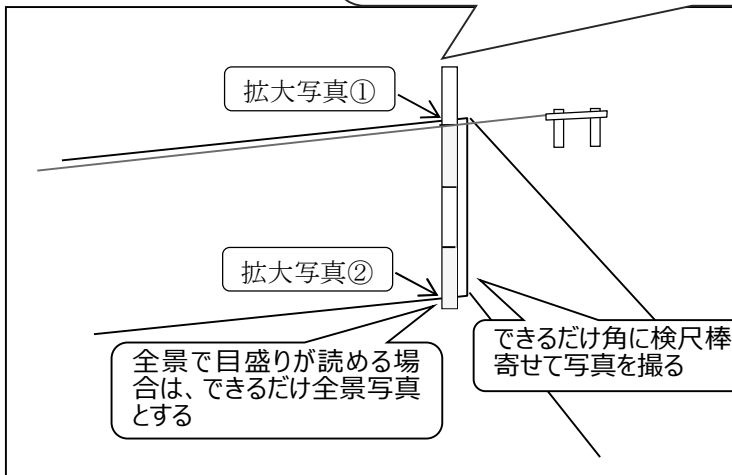 拡大写真①
拡大写真②
全景で目盛りが読める場
合は、できるだけ全景写真
とする
できるだけ角に検尺棒
寄せて写真を撮る